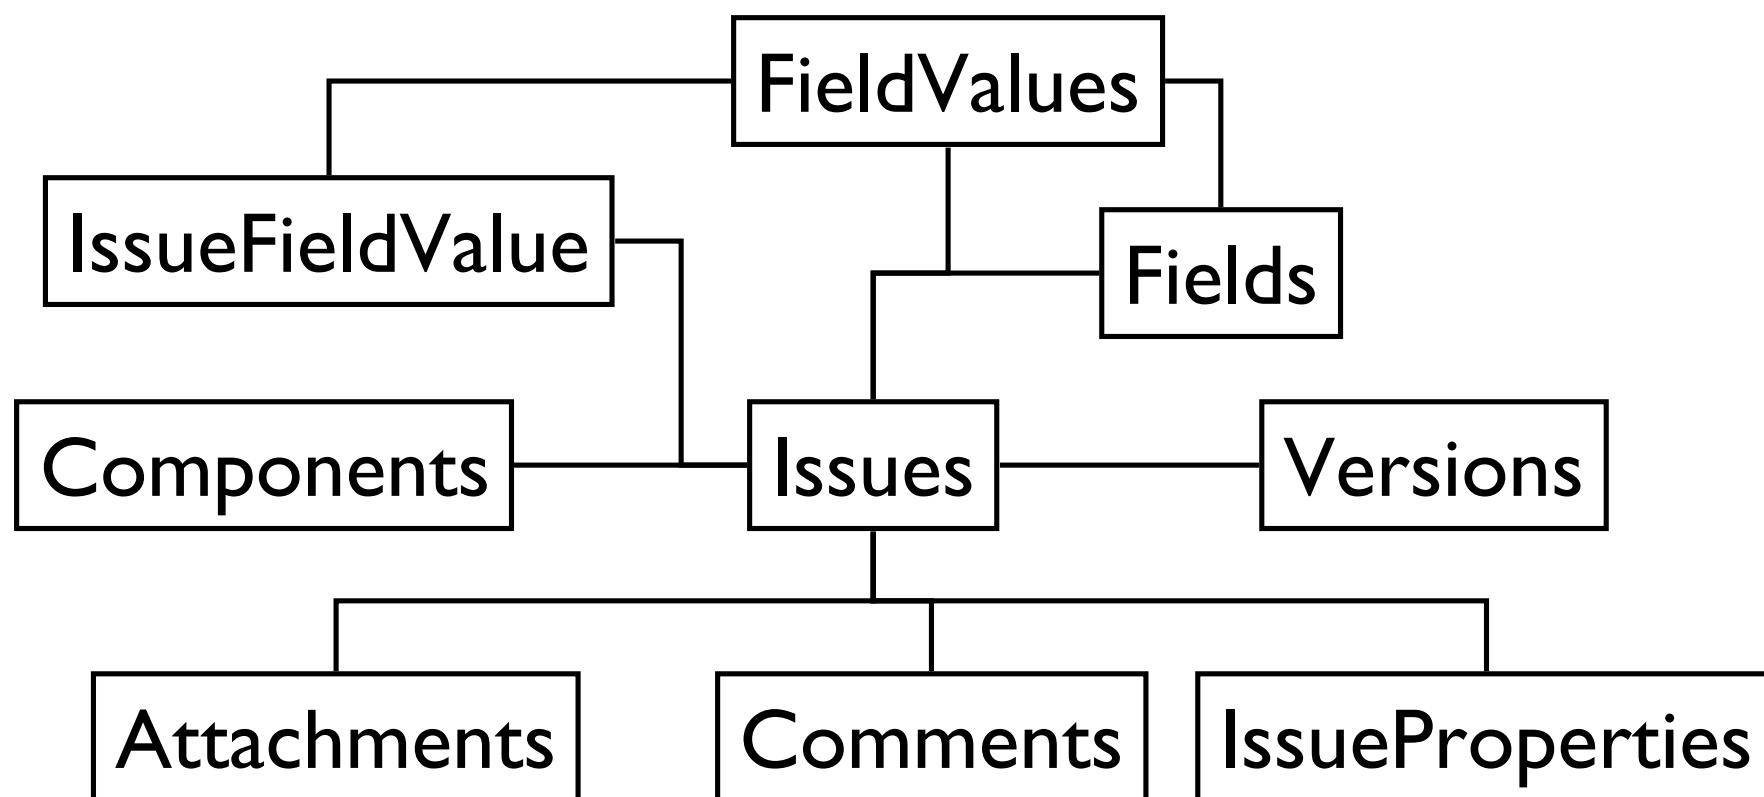 FieldValues
IssueFieldValue
Fields
Components
Issues
Versions
Attachments
Comments
IssueProperties